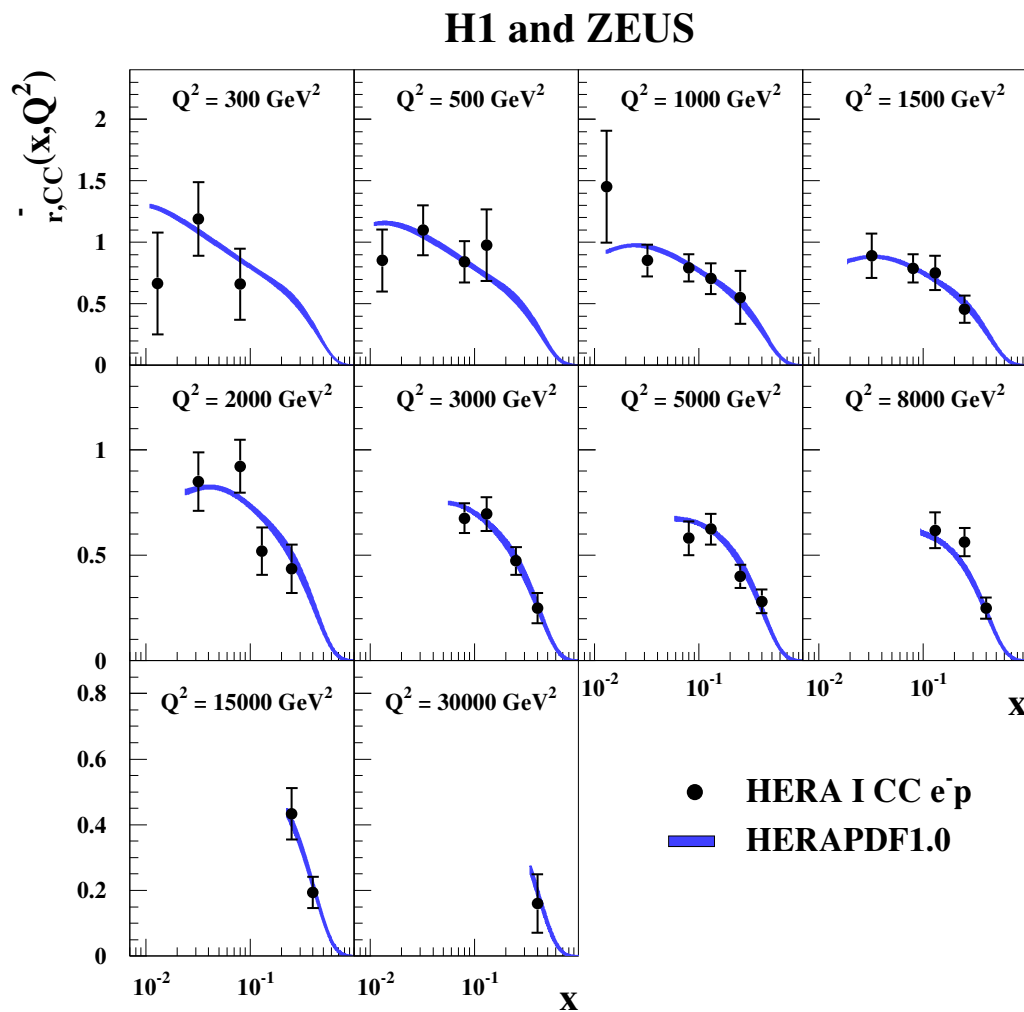 H1 and ZEUS
r,CC⁻(x,Q²)
Q² = 300 GeV² Q² = 500 GeV² Q² = 1000 GeV² Q² = 1500 GeV²
2
1.5
1
0.5
0
Q² = 2000 GeV² Q² = 3000 GeV² Q² = 5000 GeV² Q² = 8000 GeV²
1
0.5
0
10⁻² 10⁻¹ 10⁻² 10⁻¹ x
Q² = 15000 GeV² Q² = 30000 GeV²
0.8
0.6
0.4
0.2
0
10⁻² 10⁻¹ 10⁻² 10⁻¹ x
HERA I CC e⁻p
HERAPDF1.0